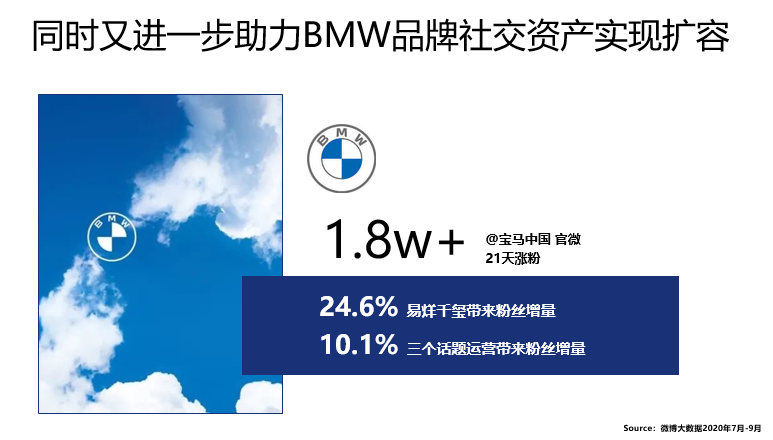 同时又进一步助力BMW品牌社交资产实现扩容
BMW
BMW
1.8w+
@宝马中国 官微
21天涨粉
24.6% 易烊千玺带来粉丝增量
10.1% 三个话题运营带来粉丝增量
Source：微博大数据2020年7月-9月